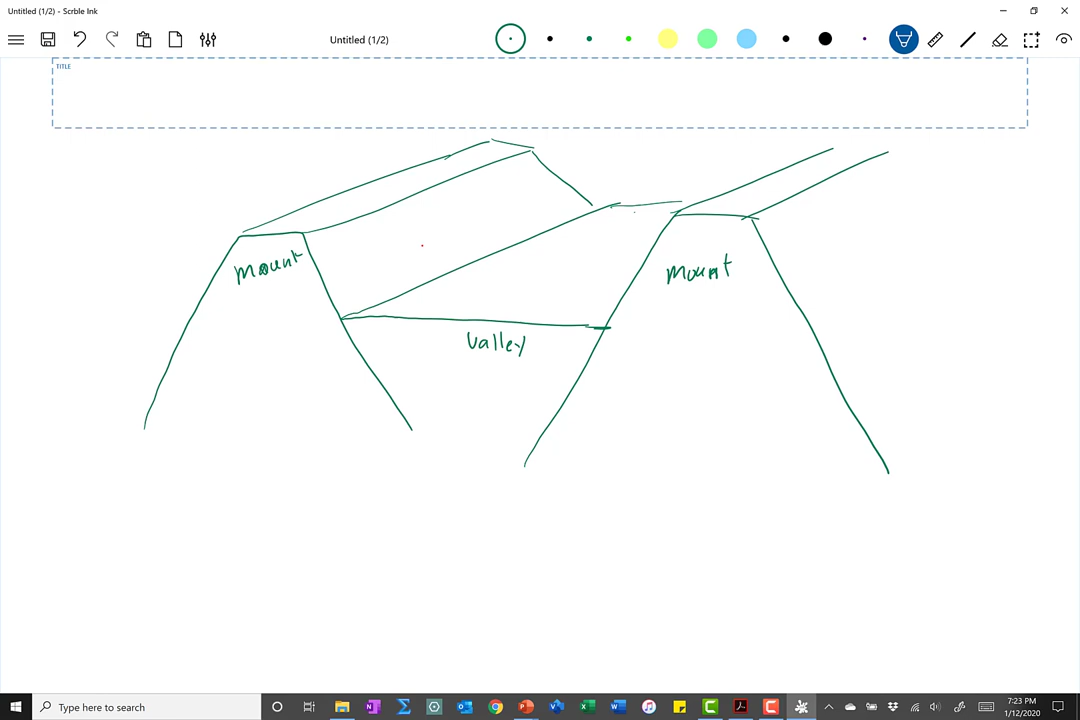 Untitled (1/2) - Scrble Ink
Untitled (1/2)
TITLE
mount
mount
valley
Type here to search
7:23 PM
1/12/2020